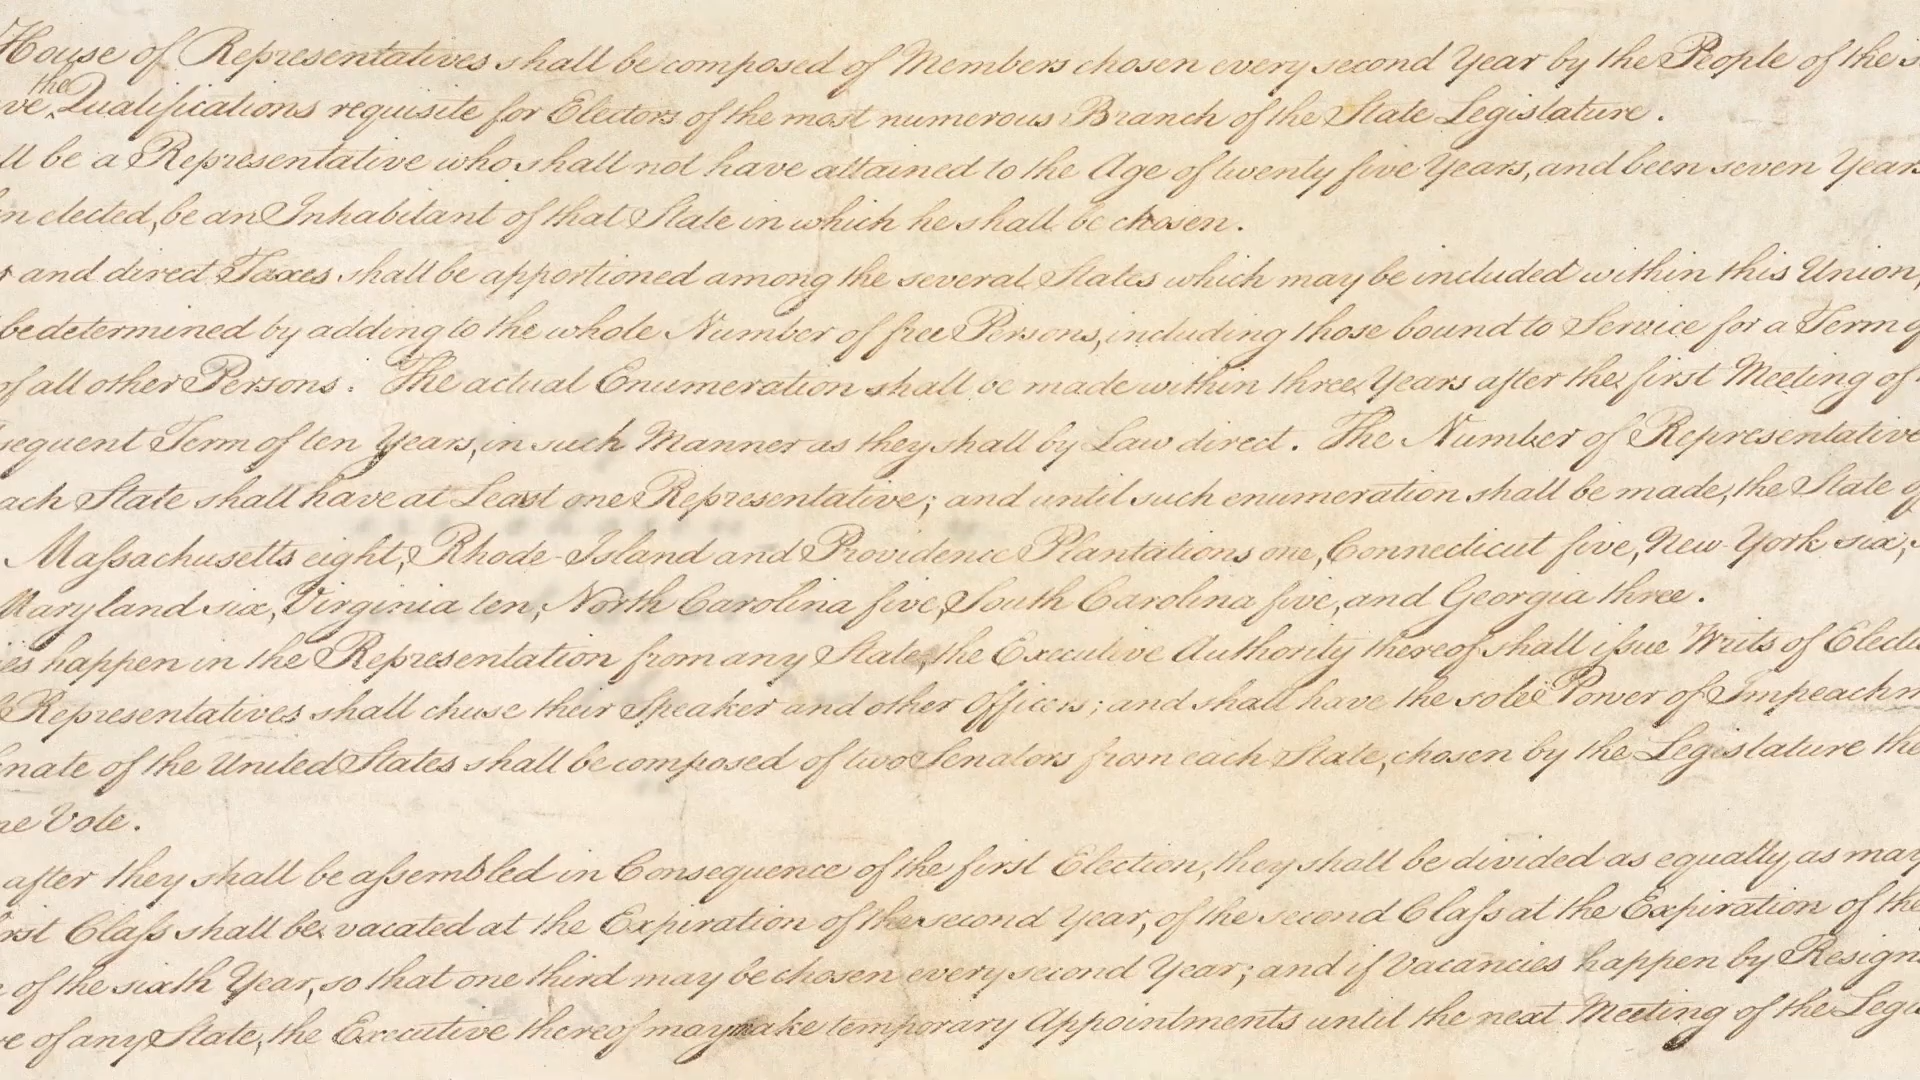 House of Representatives shall be composed of Members chosen every second Year by the People of the s
the
ve Qualifications requisite for Electors of the most numerous Branch of the State Legislature.
ll be a Representative who shall not have attained to the Age of twenty five Years, and been seven Years
n elected, be an Inhabitant of that State in which he shall be chosen.
s and direct Taxes shall be apportioned among the several States which may be included within this Union,
be determined by adding to the whole Number of free Persons, including those bound to Service for a Term o
of all other Persons. The actual Enumeration shall be made within three Years after the first Meeting of
sequent Term of ten Years, in such Manner as they shall by Law direct. The Number of Representative
ach State shall have at Least one Representative; and until such enumeration shall be made, the State o
Maſsachusetts eight, Rhode-Island and Providence Plantations one, Connecticut five, New-York six,
Maryland six, Virginia ten, North Carolina five, South Carolina five, and Georgia three.
ies happen in the Representation from any State, the Executive Authority thereof shall iſsue Writs of Electi
Representatives shall chuse their Speaker and other Officers; and shall have the sole Power of Impeachm
nate of the United States shall be composed of two Senators from each State, chosen by the Legislature the
ne Vote.
after they shall be aſsembled in Consequence of the first Election, they shall be divided as equally as may
irst Claſs shall be vacated at the Expiration of the second Year, of the second Claſs at the Expiration of the
of the sixth Year, so that one third may be chosen every second Year; and if Vacancies happen by Resign
e of any State, the Executive thereof may make temporary Appointments until the next Meeting of the Legi